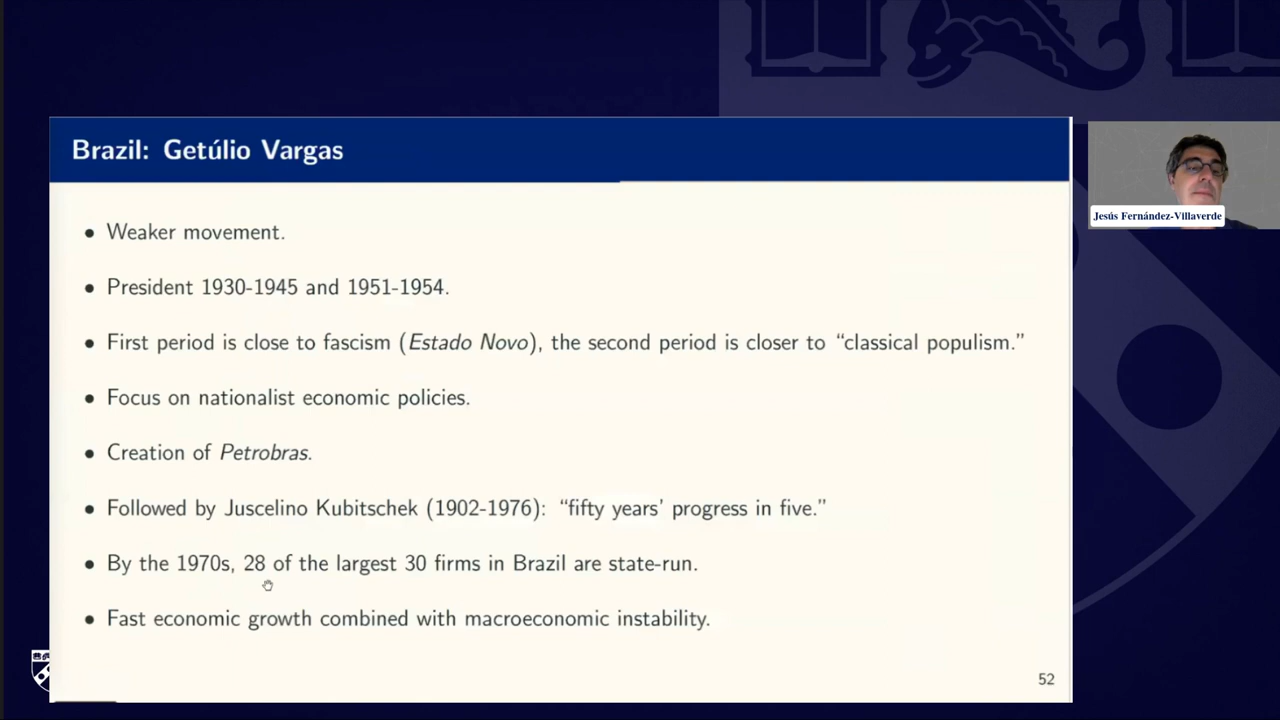 Brazil: Getúlio Vargas
• Weaker movement.
• President 1930-1945 and 1951-1954.
• First period is close to fascism (Estado Novo), the second period is closer to “classical populism.”
• Focus on nationalist economic policies.
• Creation of Petrobras.
• Followed by Juscelino Kubitschek (1902-1976): “fifty years’ progress in five.”
• By the 1970s, 28 of the largest 30 firms in Brazil are state-run.
• Fast economic growth combined with macroeconomic instability.
52
Jesús Fernández-Villaverde